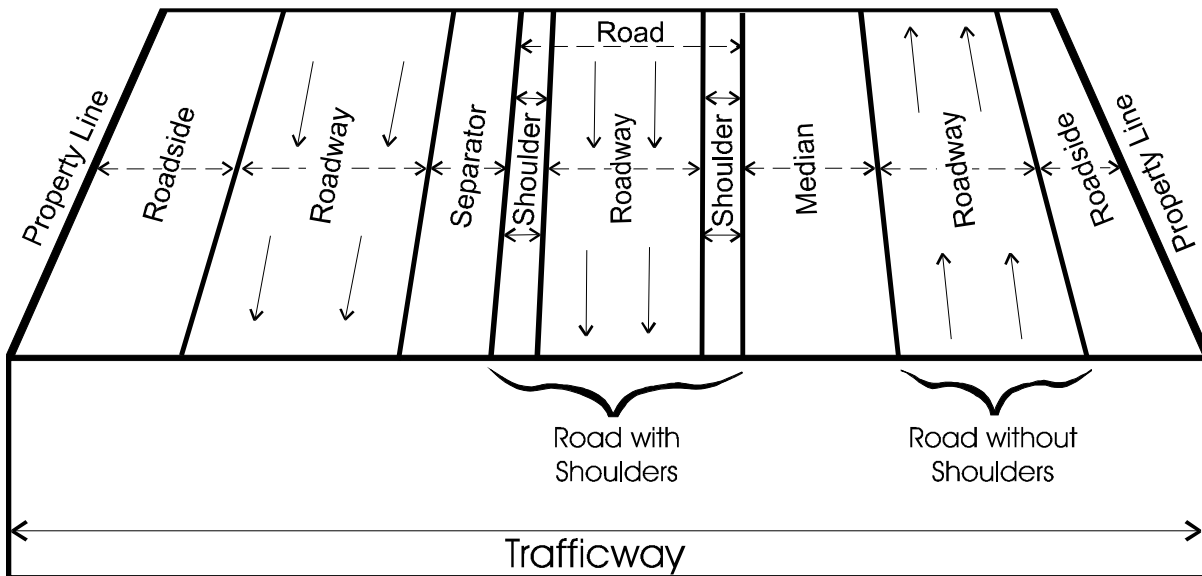 Road
Property Line
Roadside
Roadway
Separator
Shoulder
Roadway
Shoulder
Median
Roadway
Roadside
Property Line
Road with
Shoulders
Road without
Shoulders
Trafficway